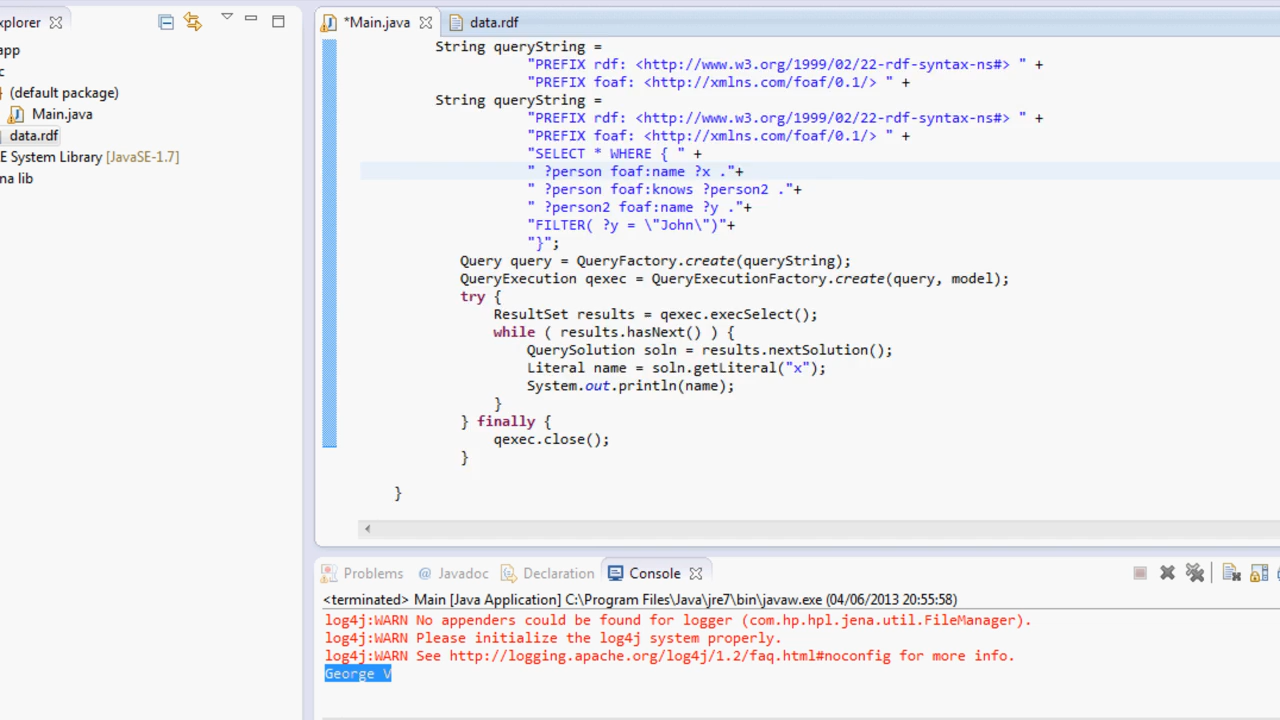 xplorer
*Main.java
data.rdf
app
c
(default package)
Main.java
data.rdf
E System Library [JavaSE-1.7]
na lib
String queryString =
"PREFIX rdf: <http://www.w3.org/1999/02/22-rdf-syntax-ns#> " +
"PREFIX foaf: <http://xmlns.com/foaf/0.1/> " +
String queryString =
"PREFIX rdf: <http://www.w3.org/1999/02/22-rdf-syntax-ns#> " +
"PREFIX foaf: <http://xmlns.com/foaf/0.1/> " +
"SELECT * WHERE { " +
" ?person foaf:name ?x ."+
" ?person foaf:knows ?person2 ."+
" ?person2 foaf:name ?y ."+
"FILTER( ?y = \"John\")"+
"}";
Query query = QueryFactory.create(queryString);
QueryExecution qexec = QueryExecutionFactory.create(query, model);
try {
ResultSet results = qexec.execSelect();
while ( results.hasNext() ) {
QuerySolution soln = results.nextSolution();
Literal name = soln.getLiteral("x");
System.out.println(name);
}
} finally {
qexec.close();
}
}
Problems @ Javadoc Declaration Console
<terminated> Main [Java Application] C:\Program Files\Java\jre7\bin\javaw.exe (04/06/2013 20:55:58)
log4j:WARN No appenders could be found for logger (com.hp.hpl.jena.util.FileManager).
log4j:WARN Please initialize the log4j system properly.
log4j:WARN See http://logging.apache.org/log4j/1.2/faq.html#noconfig for more info.
George V